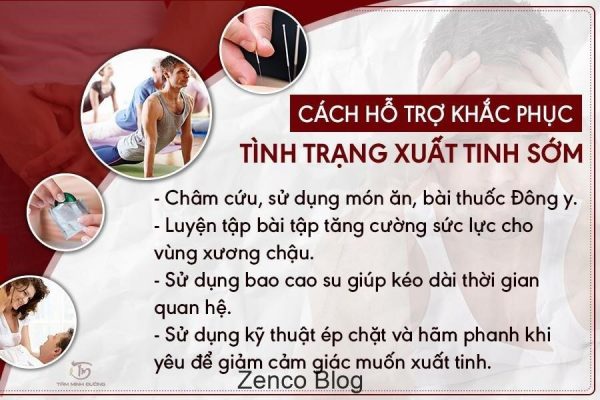 CÁCH HỖ TRỢ KHẮC PHỤC
TÌNH TRẠNG XUẤT TINH SỚM
- Châm cứu, sử dụng món ăn, bài thuốc Đông y.
- Luyện tập bài tập tăng cường sức lực cho
vùng xương chậu.
- Sử dụng bao cao su giúp kéo dài thời gian
quan hệ.
- Sử dụng kỹ thuật ép chặt và hãm phanh khi
yêu để giảm cảm giác muốn xuất tinh.
TÂM MINH ĐƯỜNG
Zenco Blog